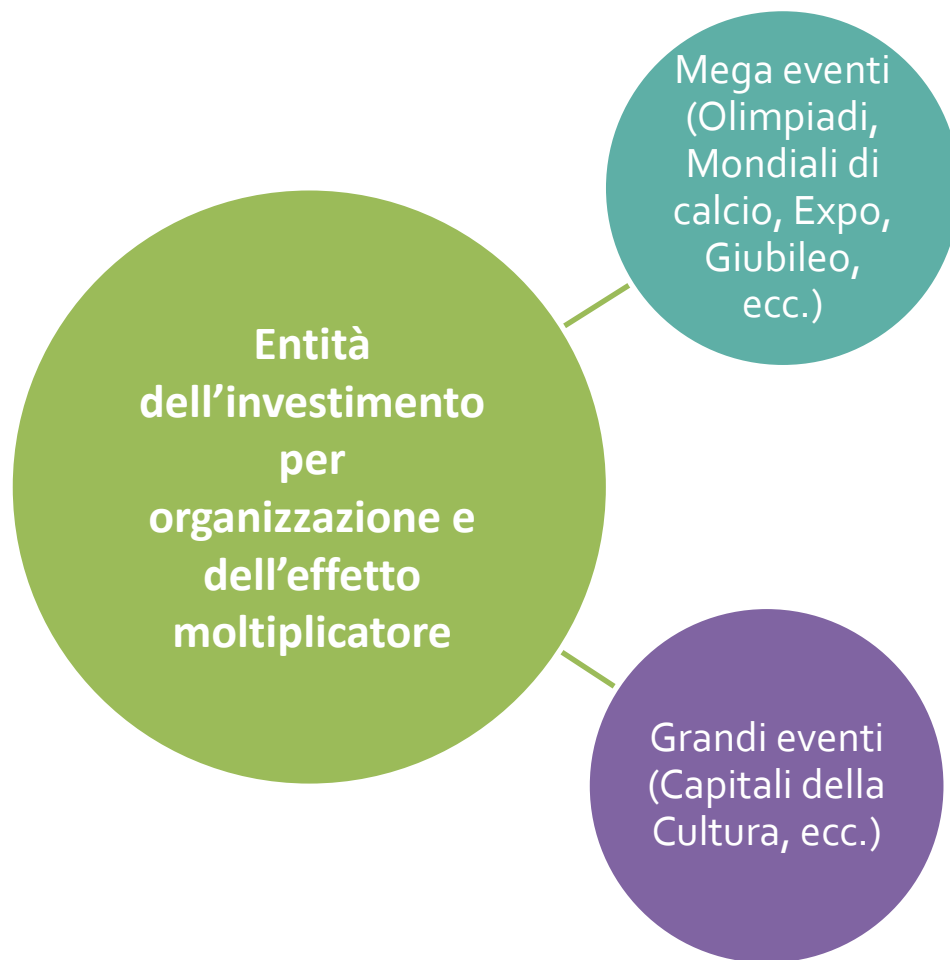 Mega eventi
(Olimpiadi,
Mondiali di
calcio, Expo,
Giubileo,
ecc.)
Entità
dell’investimento
per
organizzazione e
dell’effetto
moltiplicatore
Grandi eventi
(Capitali della
Cultura, ecc.)